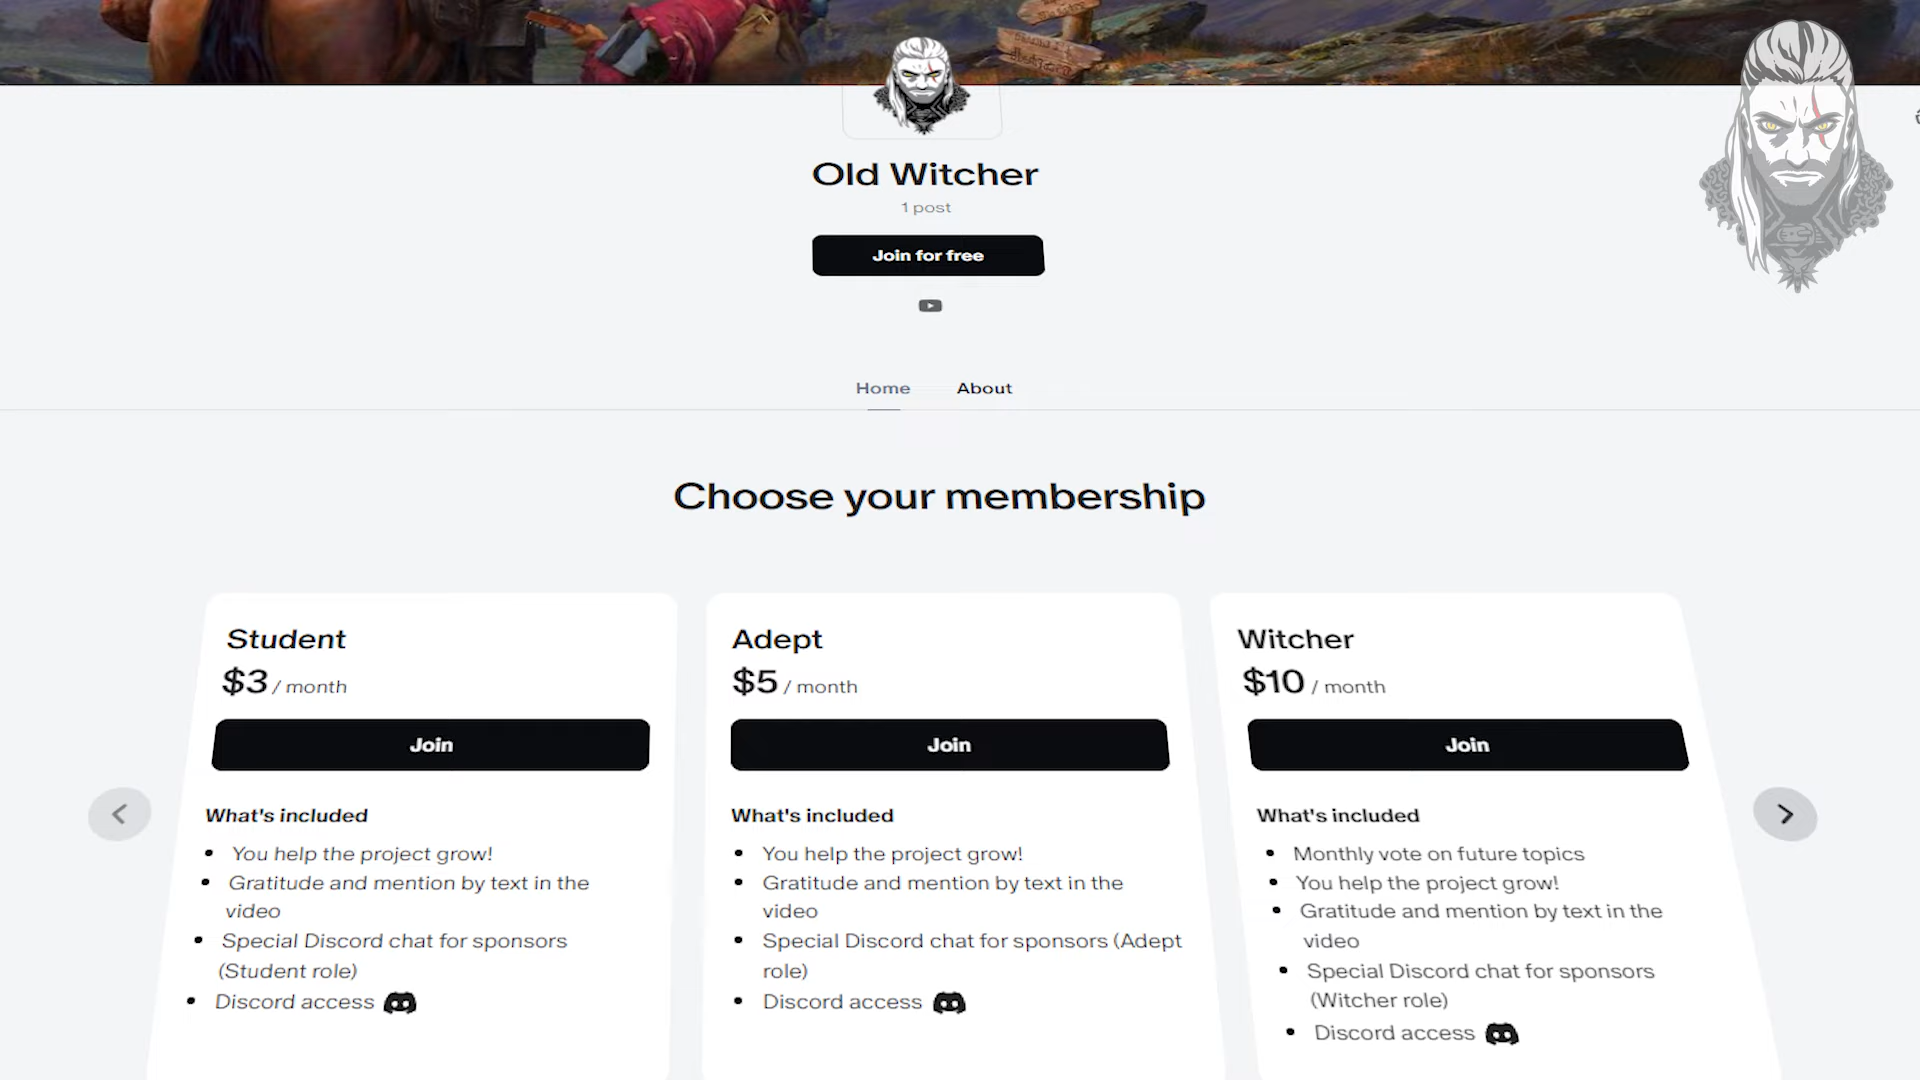 Old Witcher
1 post
Join for free
Home About
Choose your membership
Student
$3 / month
Join
What's included
• You help the project grow!
• Gratitude and mention by text in the
video
• Special Discord chat for sponsors
(Student role)
• Discord access
Adept
$5 / month
Join
What's included
• You help the project grow!
• Gratitude and mention by text in the
video
• Special Discord chat for sponsors (Adept
role)
• Discord access
Witcher
$10 / month
Join
What's included
• Monthly vote on future topics
• You help the project grow!
• Gratitude and mention by text in the
video
• Special Discord chat for sponsors
(Witcher role)
• Discord access